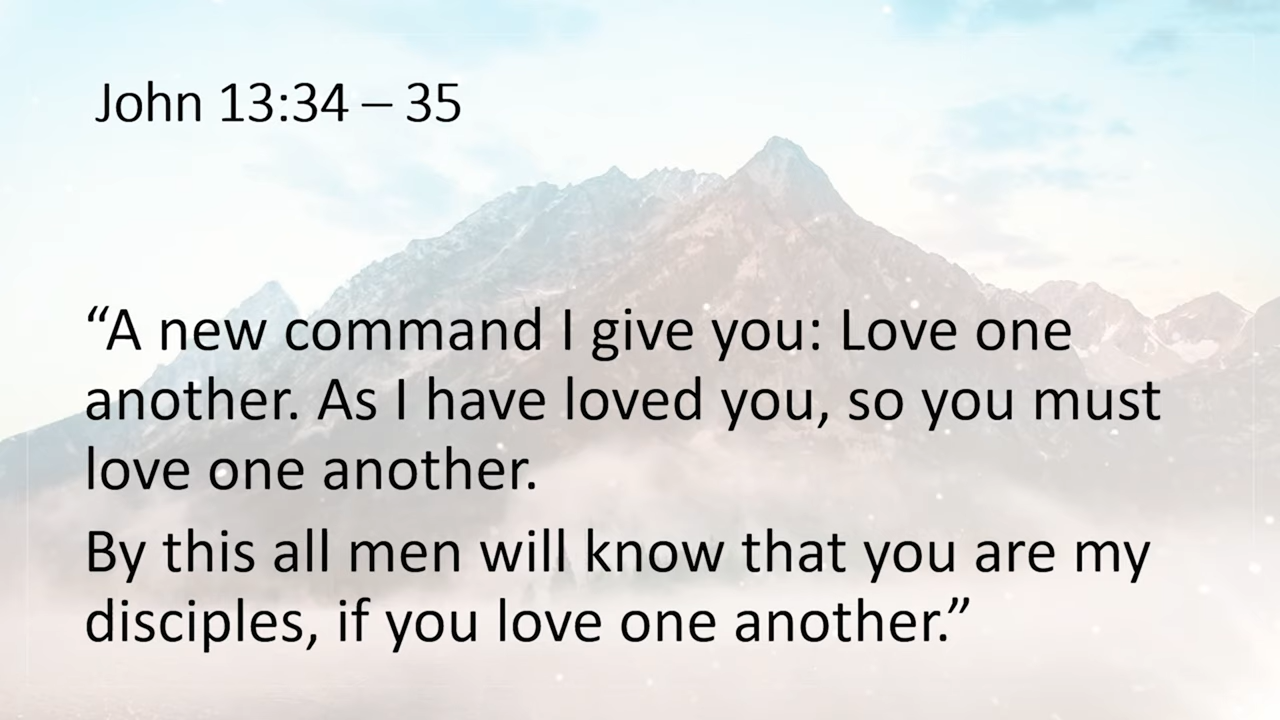 John 13:34 – 35
“A new command I give you: Love one
another. As I have loved you, so you must
love one another.
By this all men will know that you are my
disciples, if you love one another.”